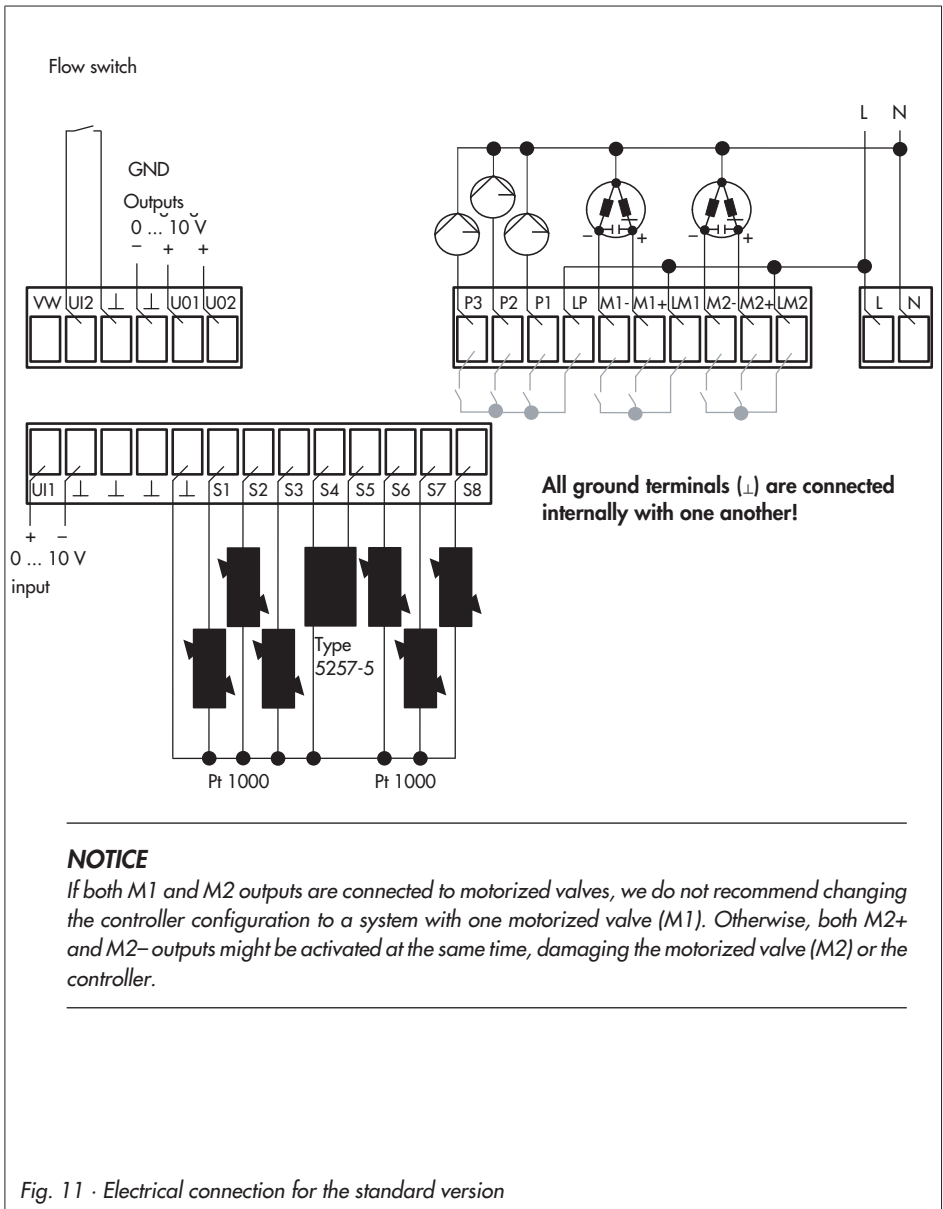 Flow switch
L N
GND
Outputs
0 ... 10 V
− + +
VW UI2 ⊥ ⊥ U01 U02
− + − +
P3 P2 P1 LP M1- M1+ LM1 M2- M2+ LM2
L N
UI1 ⊥ ⊥ ⊥ ⊥ S1 S2 S3 S4 S5 S6 S7 S8
+ −
0 ... 10 V
input
All ground terminals (⊥) are connected
internally with one another!
Type
5257-5
Pt 1000 Pt 1000
NOTICE
If both M1 and M2 outputs are connected to motorized valves, we do not recommend changing
the controller configuration to a system with one motorized valve (M1). Otherwise, both M2+
and M2– outputs might be activated at the same time, damaging the motorized valve (M2) or the
controller.
Fig. 11 · Electrical connection for the standard version